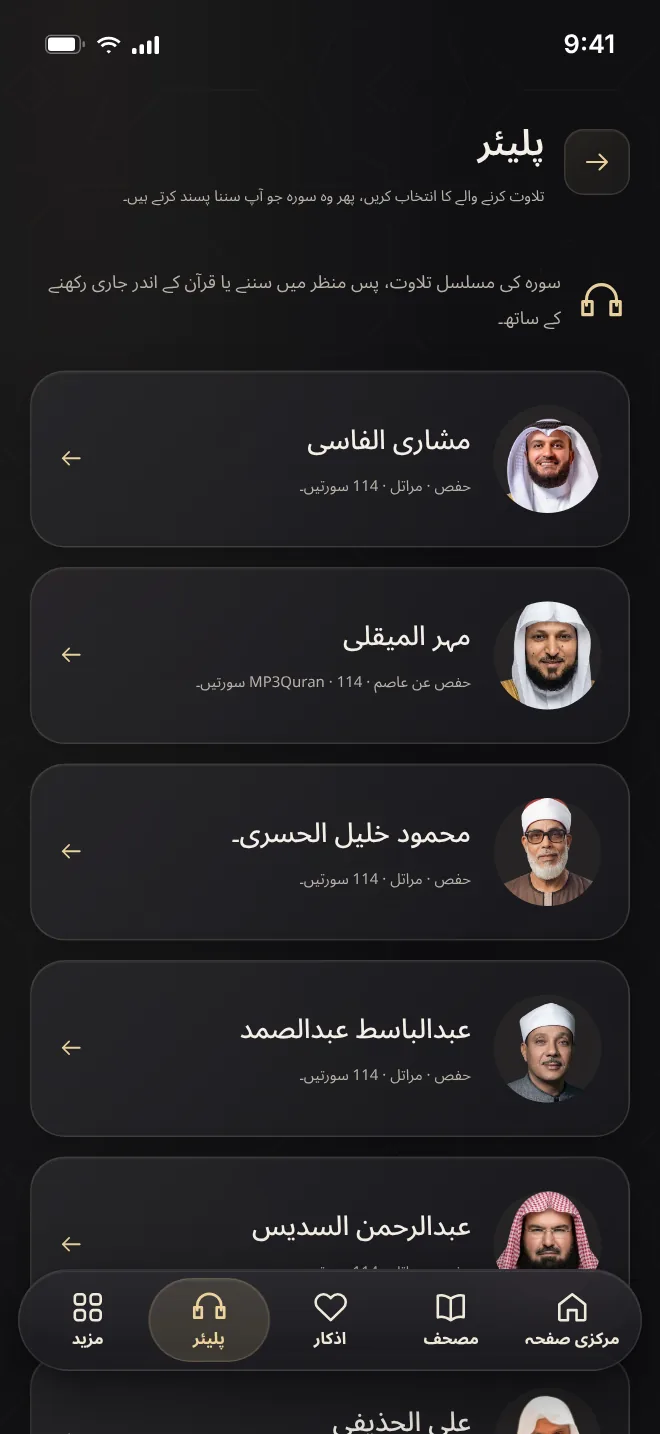 9:41
پلیئر
تلاوت کرنے والے کا انتخاب کریں، پھر وہ سورہ جو آپ سننا پسند کرتے ہیں۔
سورہ کی مسلسل تلاوت، پس منظر میں سننے یا قرآن کے اندر جاری رکھنے
کے ساتھ۔
مشاری الفاسی
حفص · مراتل · 114 سورتیں۔
مہر المیقلی
حفص عن عاصم · MP3Quran · 114 سورتیں۔
محمود خلیل الحسری۔
حفص · مراتل · 114 سورتیں۔
عبدالباسط عبدالصمد
حفص · مراتل · 114 سورتیں۔
عبدالرحمن السدیس
مرکزی صفحہ
مصحف
اذکار
پلیئر
مزید
علی الحذیفی